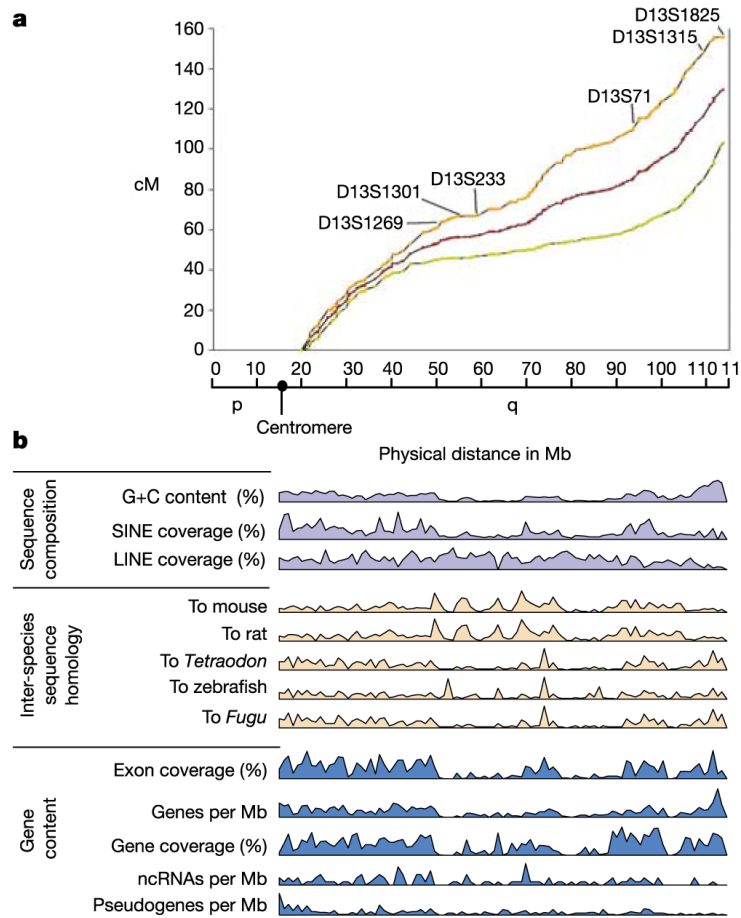 a
160
D13S1825
D13S1315
140
120
D13S71
100
cM
80
D13S233
D13S1301
60
D13S1269
40
20
0
0 10 20 30 40 50 60 70 80 90 100 110 11
p q
Centromere
b
Physical distance in Mb
Sequence composition
G+C content (%)
SINE coverage (%)
LINE coverage (%)
Inter-species sequence homology
To mouse
To rat
To Tetraodon
To zebrafish
To Fugu
Gene content
Exon coverage (%)
Genes per Mb
Gene coverage (%)
ncRNAs per Mb
Pseudogenes per Mb